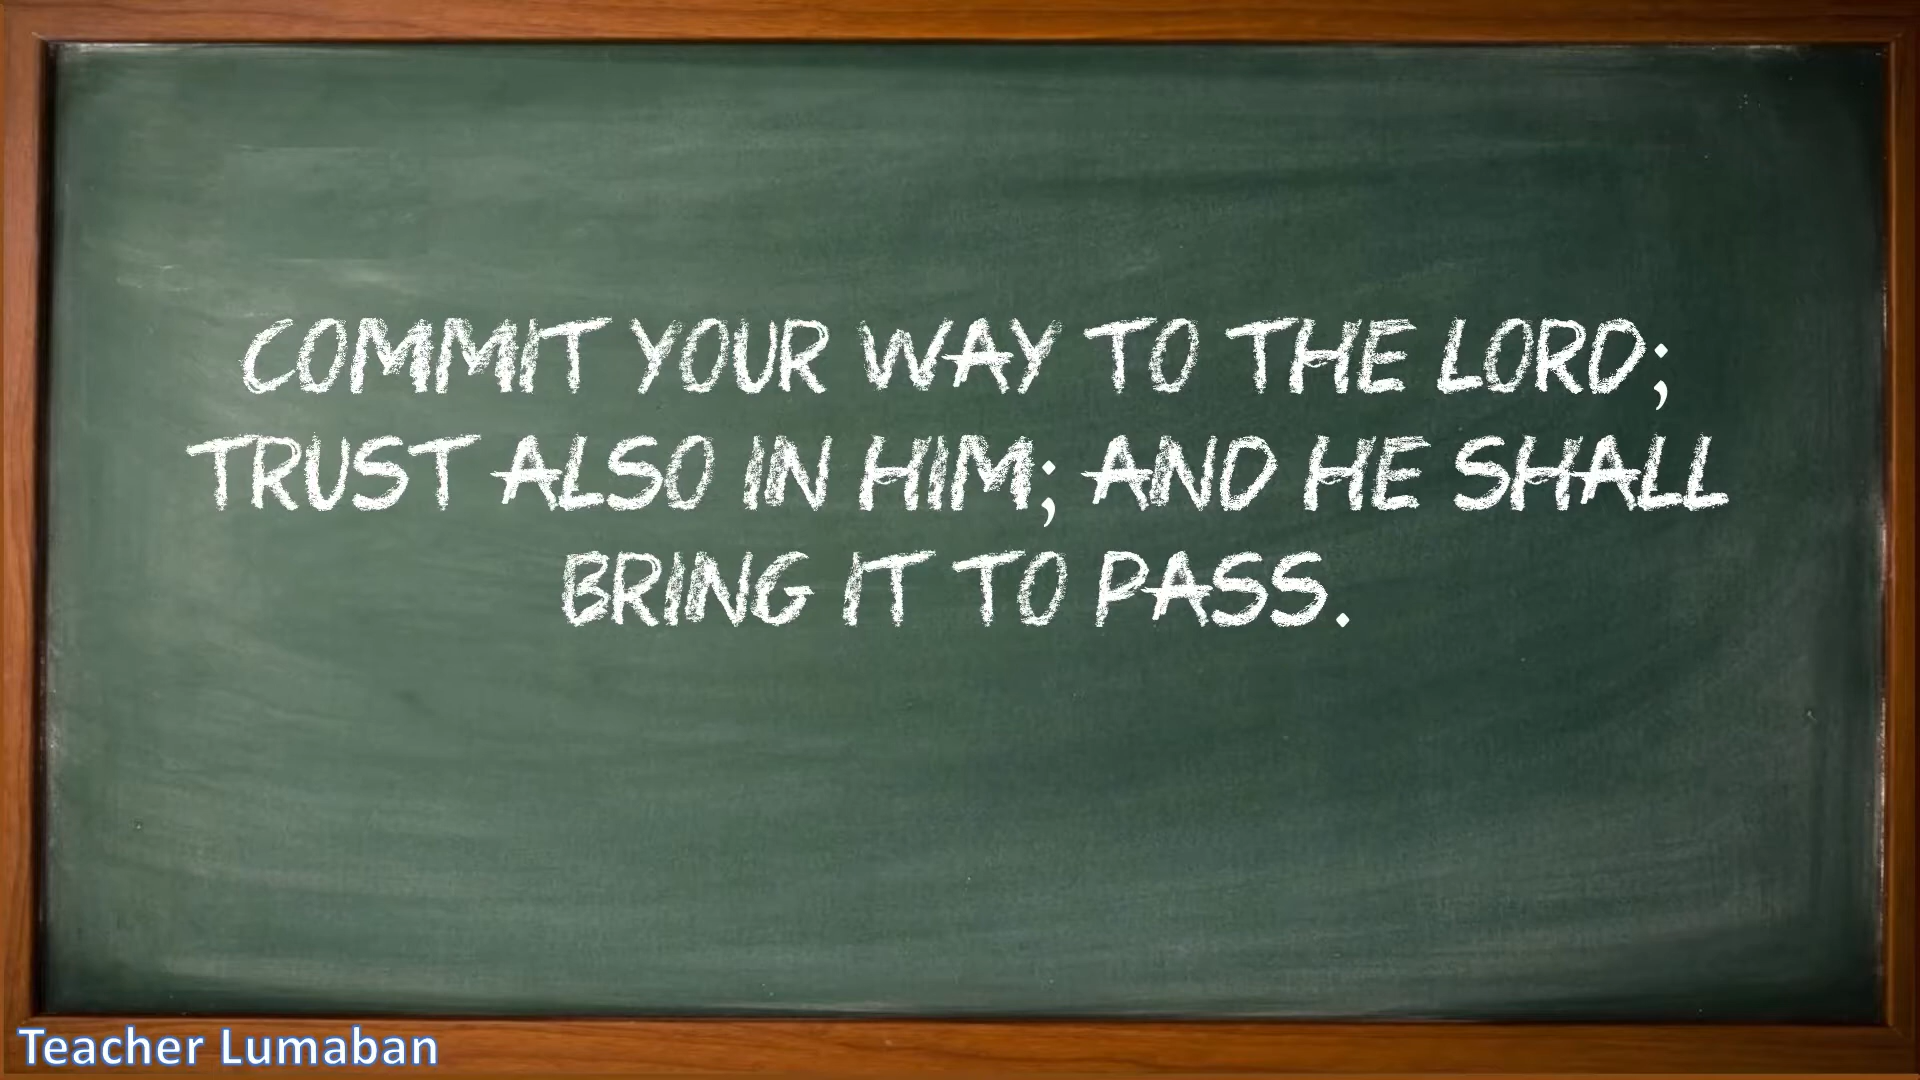 COMMIT YOUR WAY TO THE LORD;
TRUST ALSO IN HIM; AND HE SHALL
BRING IT TO PASS.
Teacher Lumaban